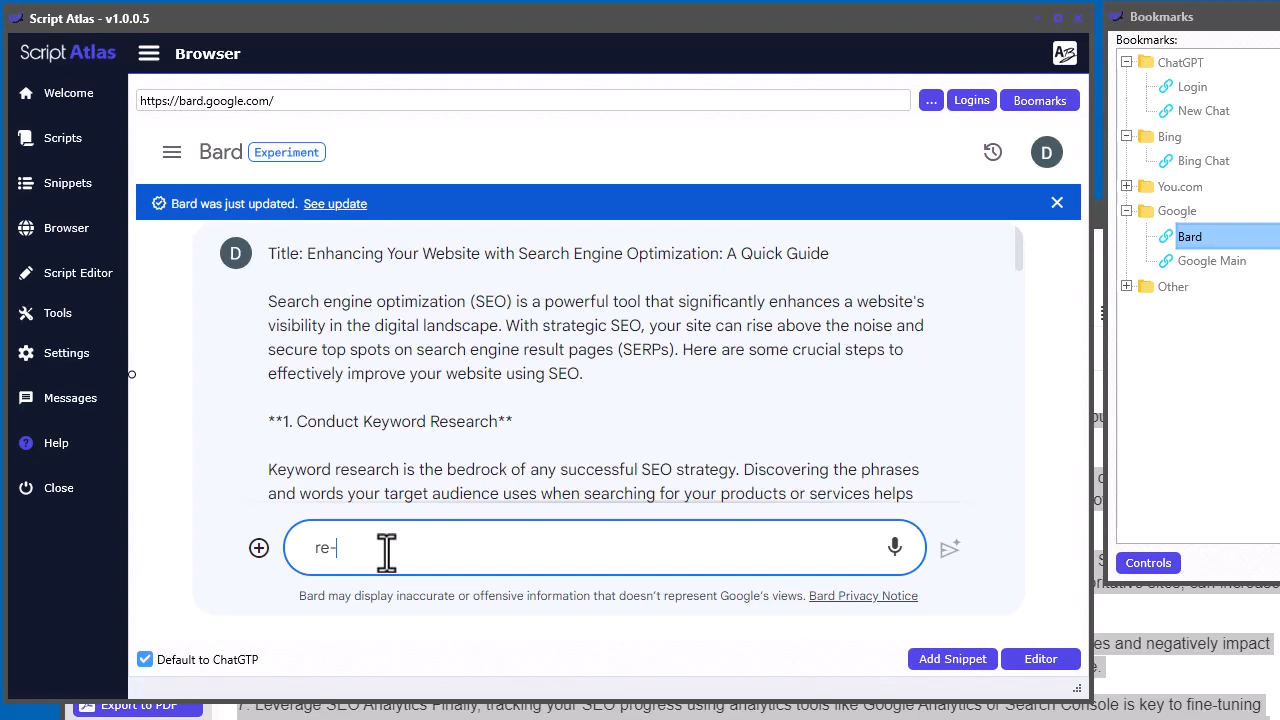 Script Atlas - v1.0.0.5
Script Atlas
Browser
Welcome
Scripts
Snippets
Browser
Script Editor
Tools
Settings
Messages
Help
Close
https://bard.google.com/
...
Logins
Boomarks
Bard
Experiment
D
Bard was just updated. See update
D
Title: Enhancing Your Website with Search Engine Optimization: A Quick Guide
Search engine optimization (SEO) is a powerful tool that significantly enhances a website's
visibility in the digital landscape. With strategic SEO, your site can rise above the noise and
secure top spots on search engine result pages (SERPs). Here are some crucial steps to
effectively improve your website using SEO.
**1. Conduct Keyword Research**
Keyword research is the bedrock of any successful SEO strategy. Discovering the phrases
and words your target audience uses when searching for your products or services helps
re-
Bard may display inaccurate or offensive information that doesn't represent Google's views. Bard Privacy Notice
Default to ChatGTP
Add Snippet
Editor
Bookmarks
Bookmarks:
ChatGPT
Login
New Chat
Bing
Bing Chat
You.com
Google
Bard
Google Main
Other
Controls
es and negatively impact
e.
Export to PDF
7. Leverage SEO Analytics Finally, tracking your SEO progress using analytics tools like Google Analytics or Search Console is key to fine-tuning